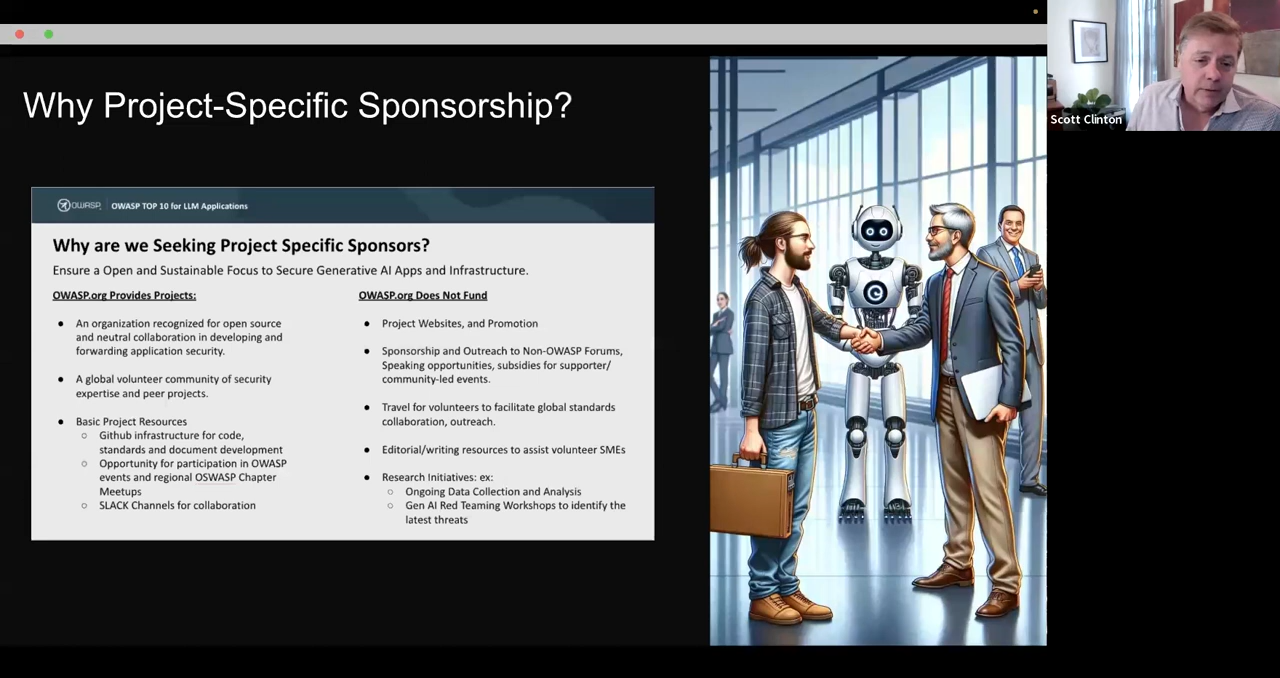 Why Project-Specific Sponsorship?
Scott Clinton
OWASP
OWASP TOP 10 for LLM Applications
Why are we Seeking Project Specific Sponsors?
Ensure a Open and Sustainable Focus to Secure Generative AI Apps and Infrastructure.
OWASP.org Provides Projects:
● An organization recognized for open source
and neutral collaboration in developing and
forwarding application security.
● A global volunteer community of security
expertise and peer projects.
● Basic Project Resources
○ Github infrastructure for code,
standards and document development
○ Opportunity for participation in OWASP
events and regional OSWASP Chapter
Meetups
○ SLACK Channels for collaboration
OWASP.org Does Not Fund
● Project Websites, and Promotion
● Sponsorship and Outreach to Non-OWASP Forums,
Speaking opportunities, subsidies for supporter/
community-led events.
● Travel for volunteers to facilitate global standards
collaboration, outreach.
● Editorial/writing resources to assist volunteer SMEs
● Research Initiatives: ex:
○ Ongoing Data Collection and Analysis
○ Gen AI Red Teaming Workshops to identify the
latest threats